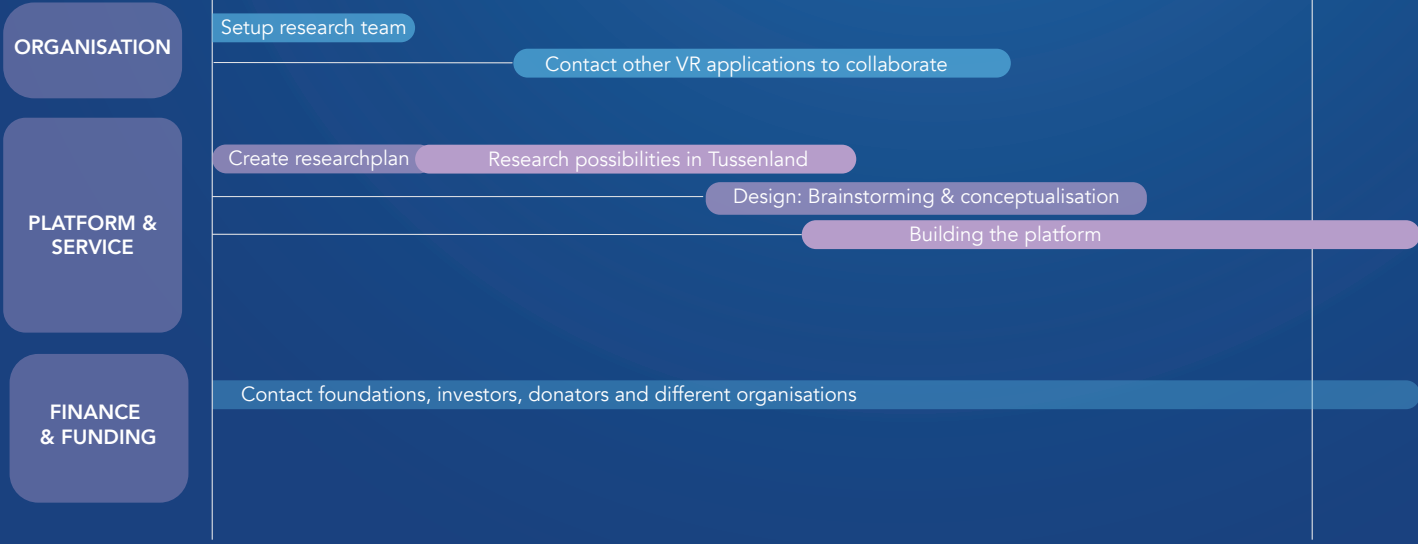 ORGANISATION
Setup research team
Contact other VR applications to collaborate
PLATFORM &
SERVICE
Create researchplan
Research possibilities in Tussenland
Design: Brainstorming & conceptualisation
Building the platform
FINANCE
& FUNDING
Contact foundations, investors, donators and different organisations